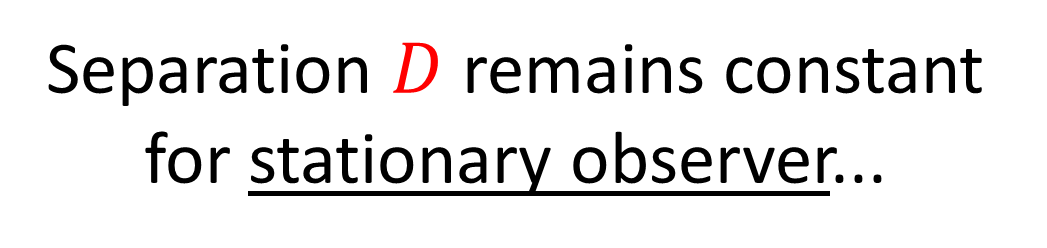 Separation D remains constant
for stationary observer...